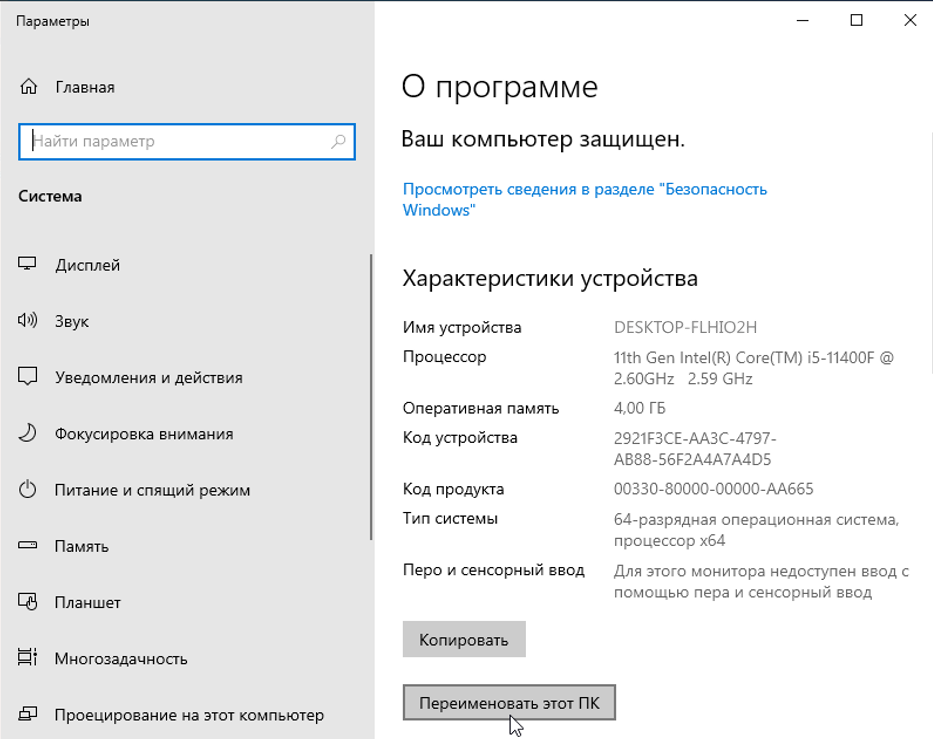 Параметры
Главная
Найти параметр
Система
Дисплей
Звук
Уведомления и действия
Фокусировка внимания
Питание и спящий режим
Память
Планшет
Многозадачность
Проецирование на этот компьютер
О программе
Ваш компьютер защищен.
Просмотреть сведения в разделе "Безопасность
Windows"
Характеристики устройства
Имя устройства DESKTOP-FLHIO2H
Процессор 11th Gen Intel(R) Core(TM) i5-11400F @
2.60GHz 2.59 GHz
Оперативная память 4,00 ГБ
Код устройства 2921F3CE-AA3C-4797-
AB88-56F2A4A7A4D5
Код продукта 00330-80000-00000-AA665
Тип системы 64-разрядная операционная система,
процессор x64
Перо и сенсорный ввод Для этого монитора недоступен ввод с
помощью пера и сенсорный ввод
Копировать
Переименовать этот ПК